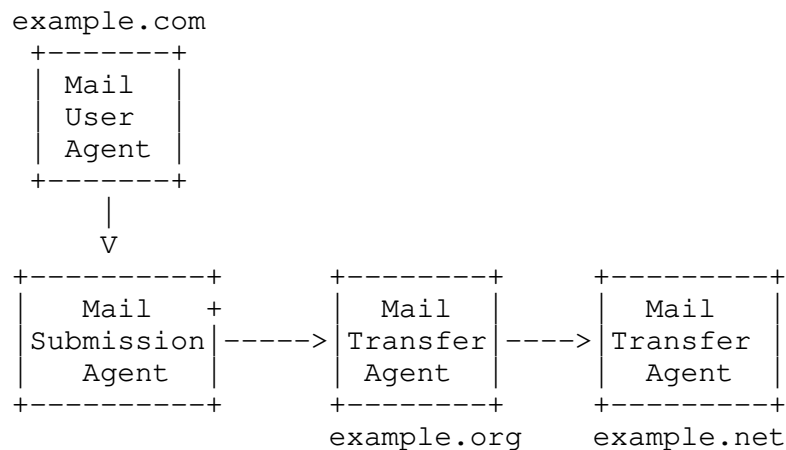 example.com
+-------+
| Mail |
| User |
| Agent |
+-------+
|
V
+----------+ +--------+ +---------+
| Mail + | Mail | | Mail |
|Submission|----->|Transfer|---->|Transfer |
| Agent | | Agent | | Agent |
+----------+ +--------+ +---------+
example.org example.net